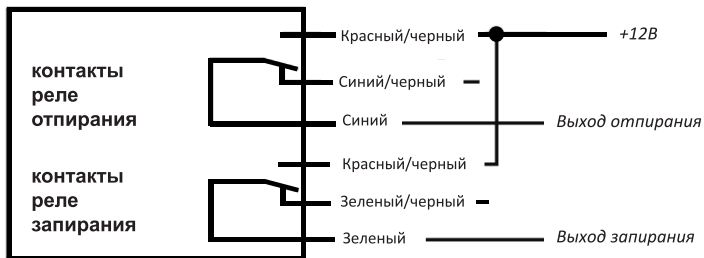 Красный/черный
+12В
контакты
реле
отпирания
Синий/черный
Синий
Выход отпирания
Красный/черный
контакты
реле
запирания
Зеленый/черный
Зеленый
Выход запирания